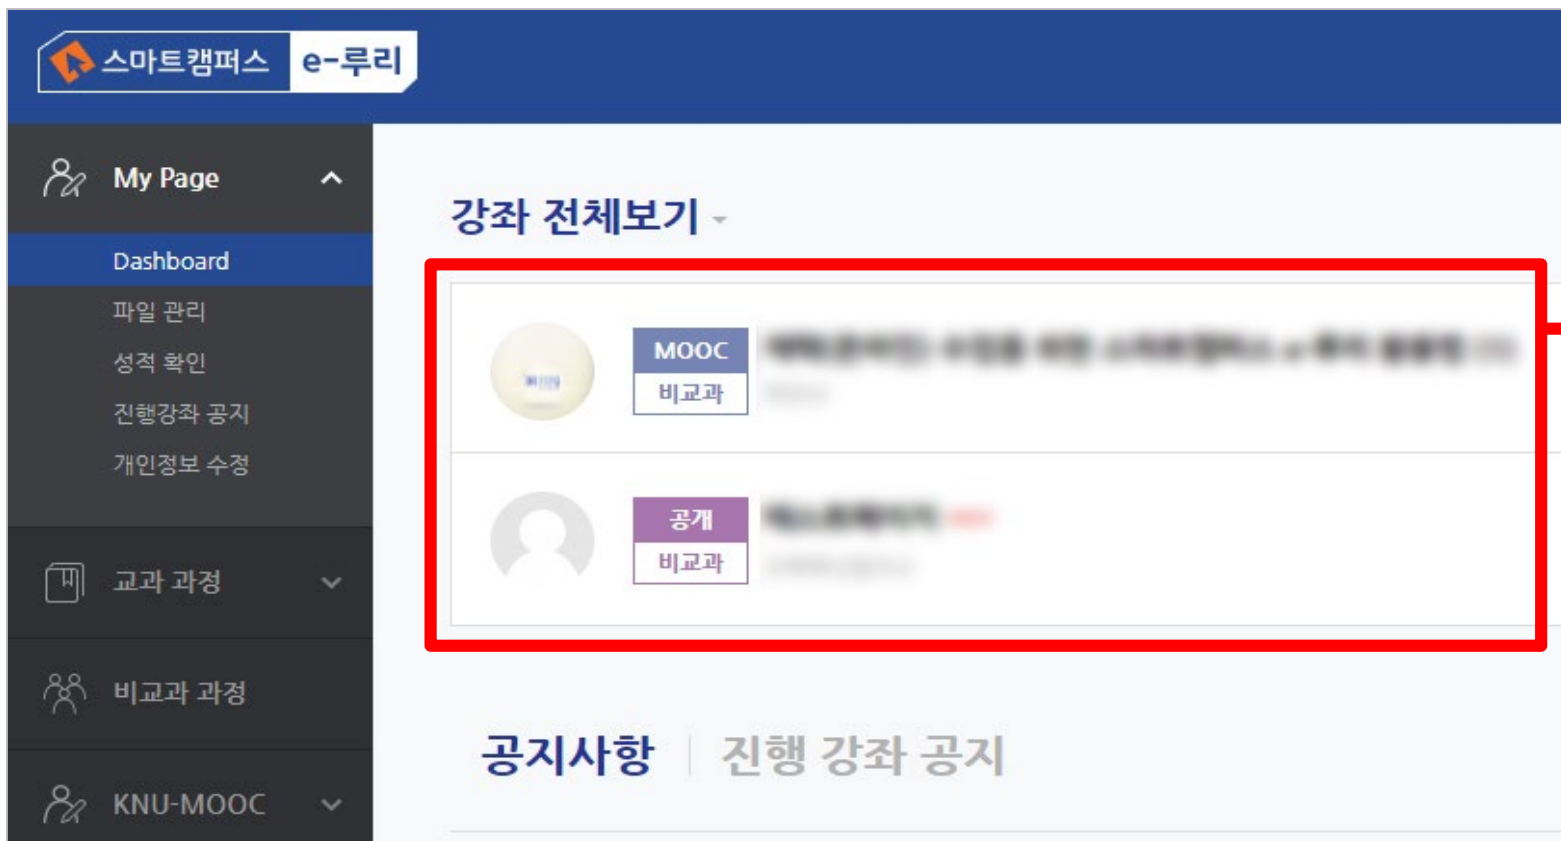 스마트캠퍼스 e-루리
My Page
Dashboard
파일 관리
성적 확인
진행강좌 공지
개인정보 수정
교과 과정
비교과 과정
KNU-MOOC
강좌 전체보기
MOOC
비교과
공개
비교과
공지사항
진행 강좌 공지